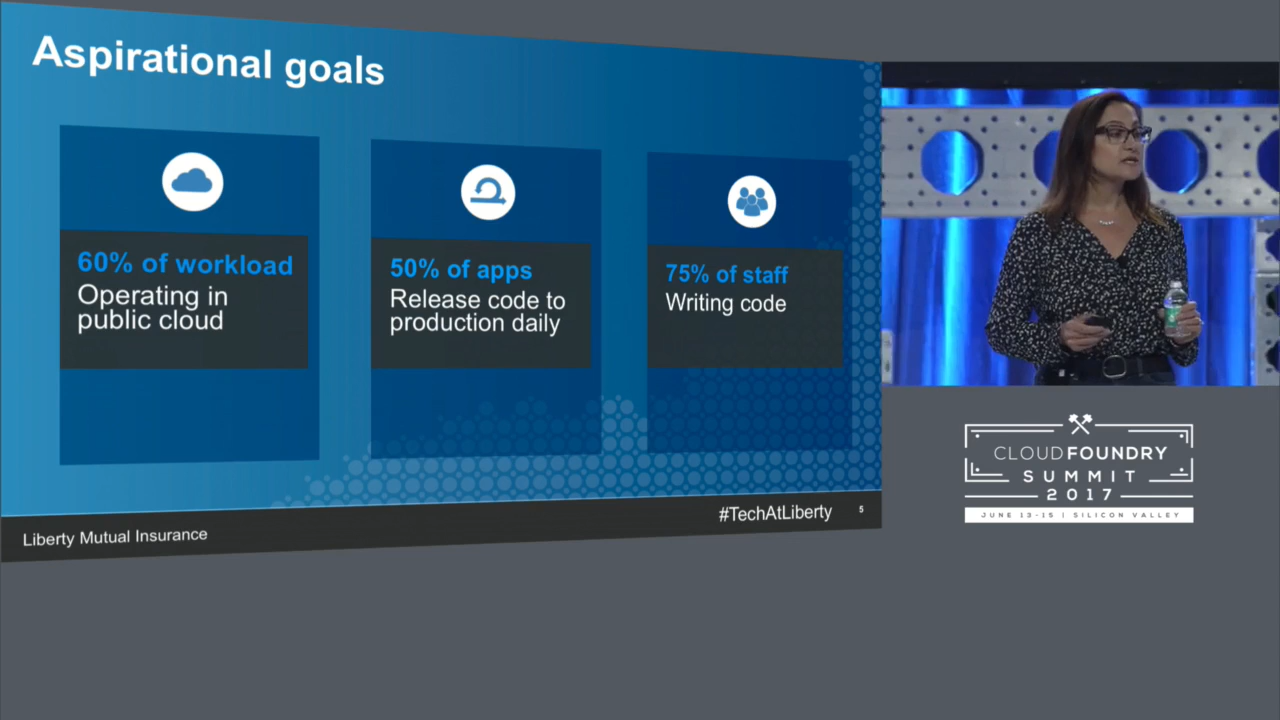 Aspirational goals
60% of workload
Operating in
public cloud
50% of apps
Release code to
production daily
75% of staff
Writing code
Liberty Mutual Insurance
#TechAtLiberty
5
CLOUD FOUNDRY
SUMMIT
2017
JUNE 13-15 | SILICON VALLEY